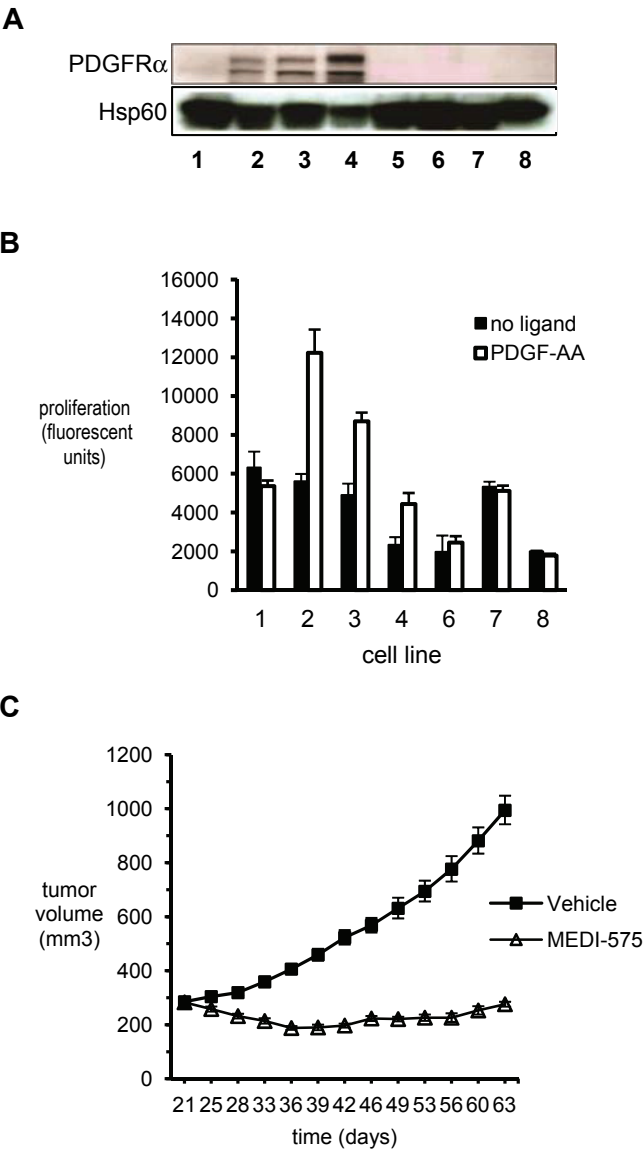 A
PDGFRα
Hsp60
1 2 3 4 5 6 7 8
B
16000
14000
12000
10000
8000
6000
4000
2000
0
proliferation
(fluorescent
units)
no ligand
PDGF-AA
1 2 3 4 6 7 8
cell line
C
1200
1000
800
600
400
200
0
tumor
volume
(mm3)
Vehicle
MEDI-575
21 25 28 33 36 39 42 46 49 53 56 60 63
time (days)